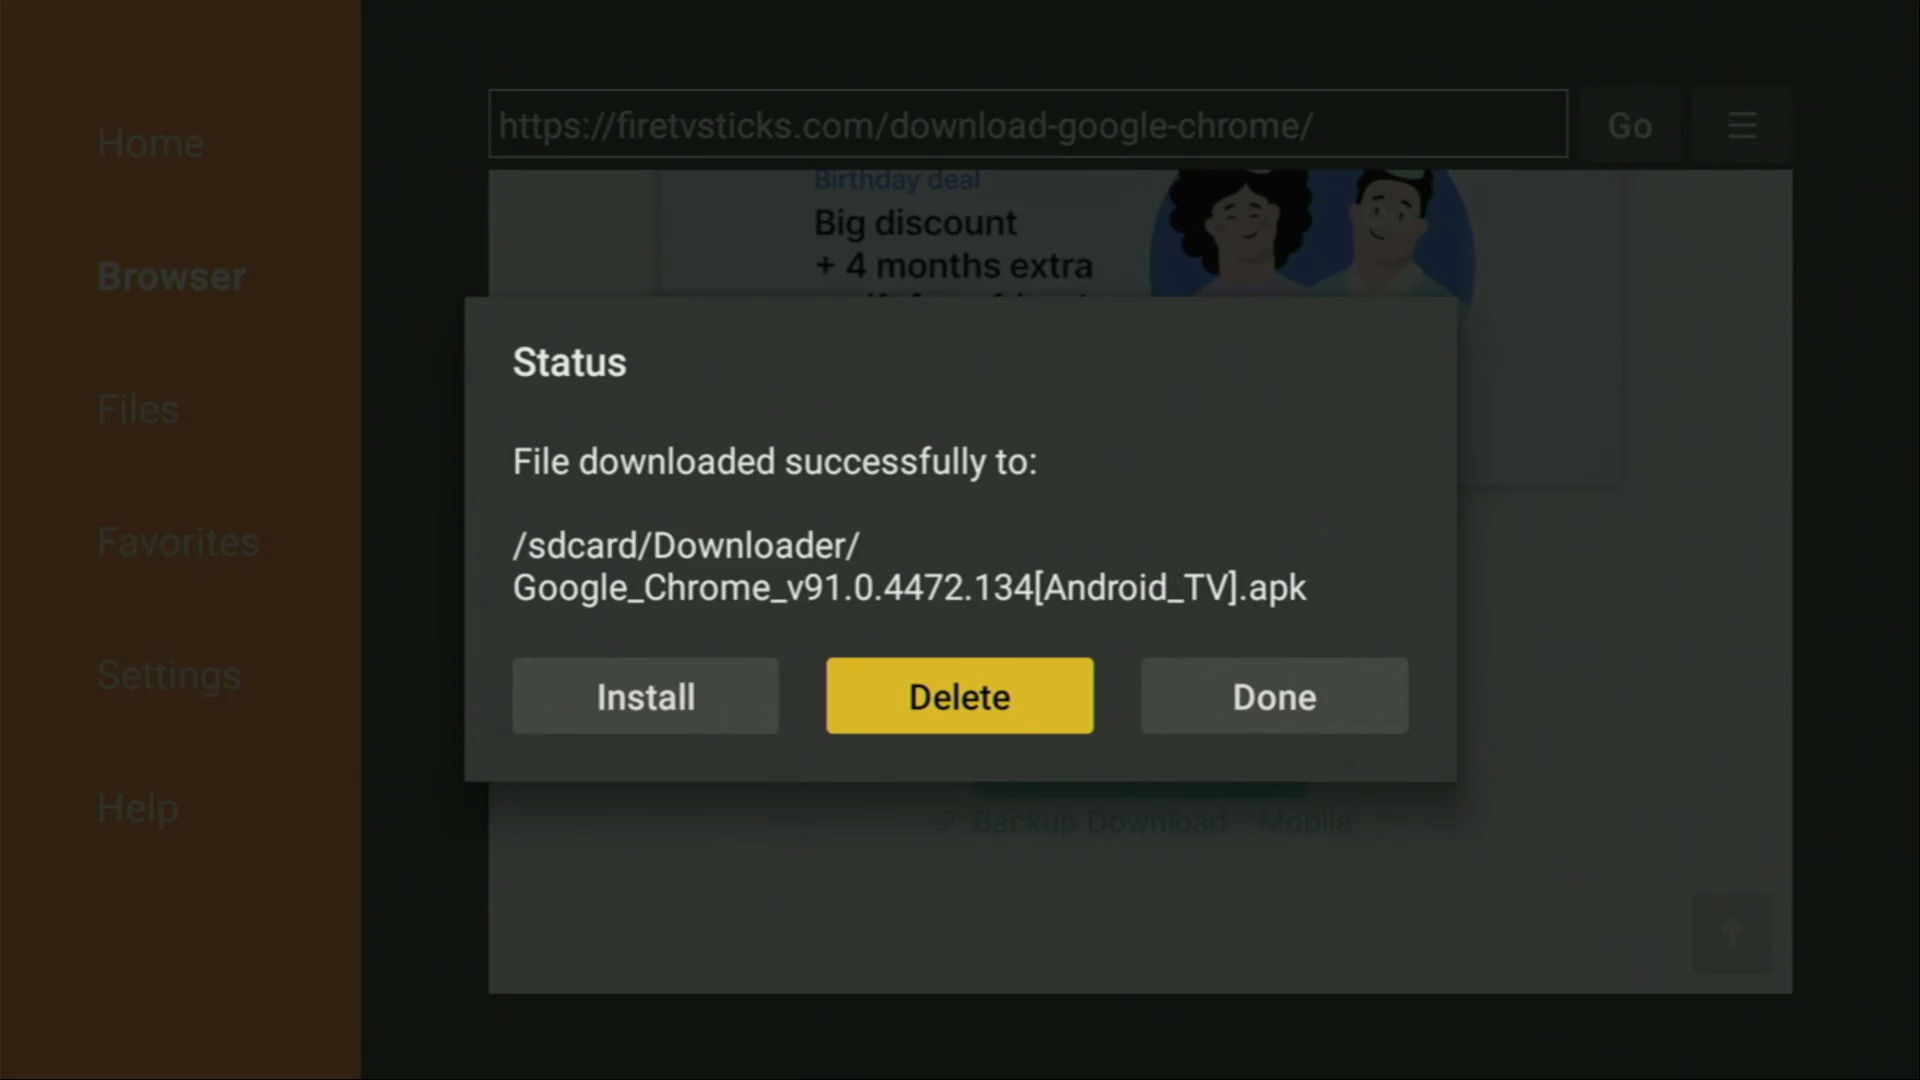 Home
Browser
Files
Favorites
Settings
Help
https://firetvsticks.com/download-google-chrome/
Go
Birthday deal
Big discount
+ 4 months extra
Status
File downloaded successfully to:
/sdcard/Downloader/
Google_Chrome_v91.0.4472.134[Android_TV].apk
Install
Delete
Done
Backup Download - Mobile